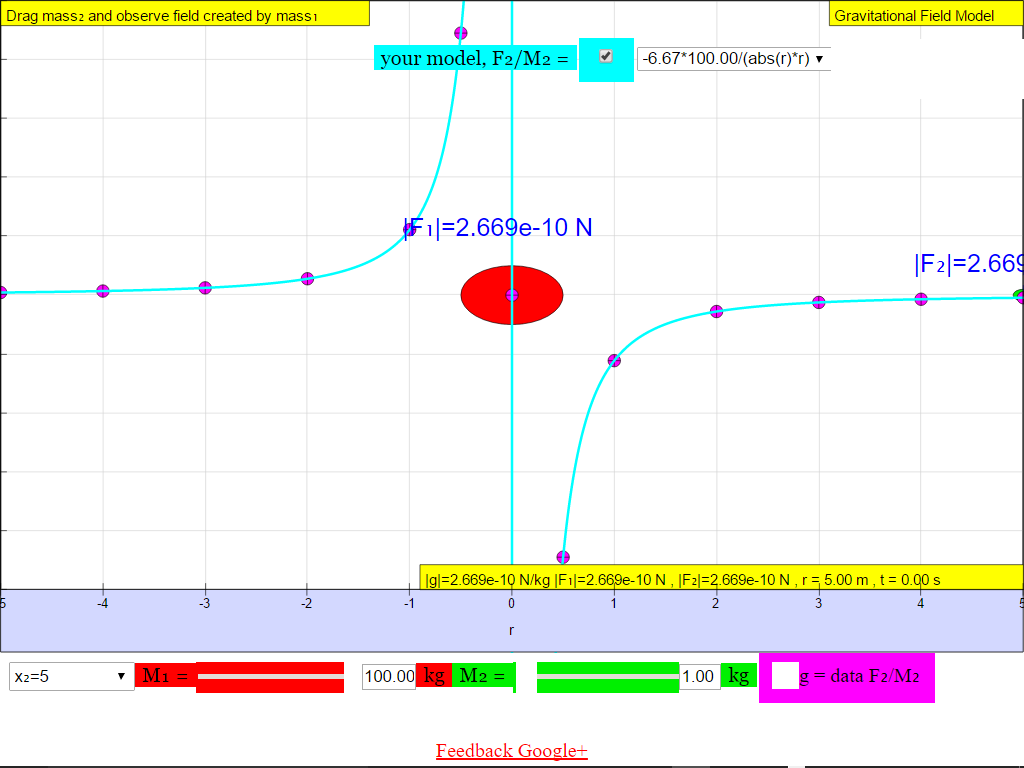 Drag mass₂ and observe field created by mass₁
Gravitational Field Model
your model, F₂/M₂ =
-6.67*100.00/(abs(r)*r)
|F₁|=2.669e-10 N
|F₂|=2.669
|g|=2.669e-10 N/kg |F₁|=2.669e-10 N , |F₂|=2.669e-10 N , r = 5.00 m , t = 0.00 s
5 -4 -3 -2 -1 0 1 2 3 4 5
r
x₂=5
M₁ = 100.00 kg
M₂ = 1.00 kg
g = data F₂/M₂
Feedback Google+